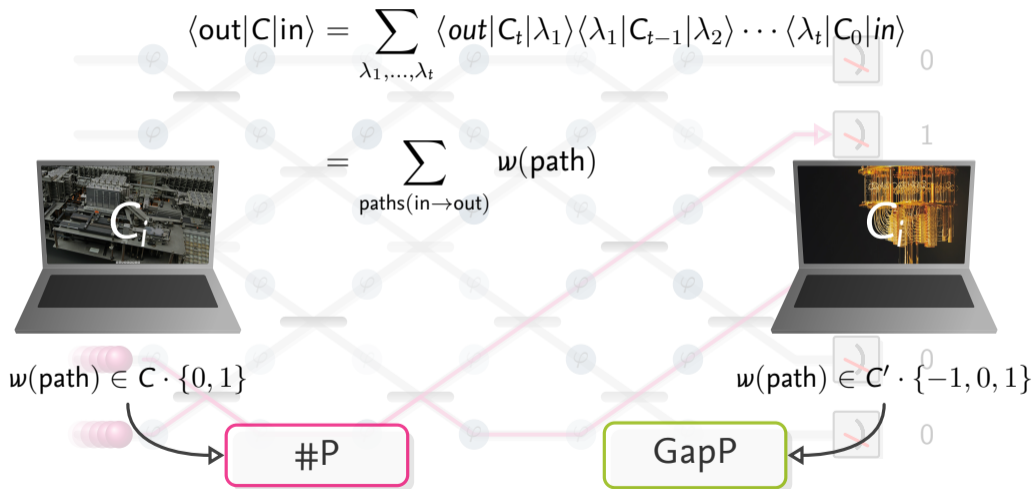 ⟨out|C|in⟩ = ∑ ⟨out|C_t|λ_1⟩⟨λ_1|C_{t−1}|λ_2⟩ ⋯ ⟨λ_t|C_0|in⟩
λ_1,…,λ_t
φ φ φ φ 0
φ φ φ φ 1
= ∑ w(path)
paths(in→out)
C_i C_i
0
w(path) ∈ C · {0, 1} w(path) ∈ C′ · {−1, 0, 1}
0
#P GapP